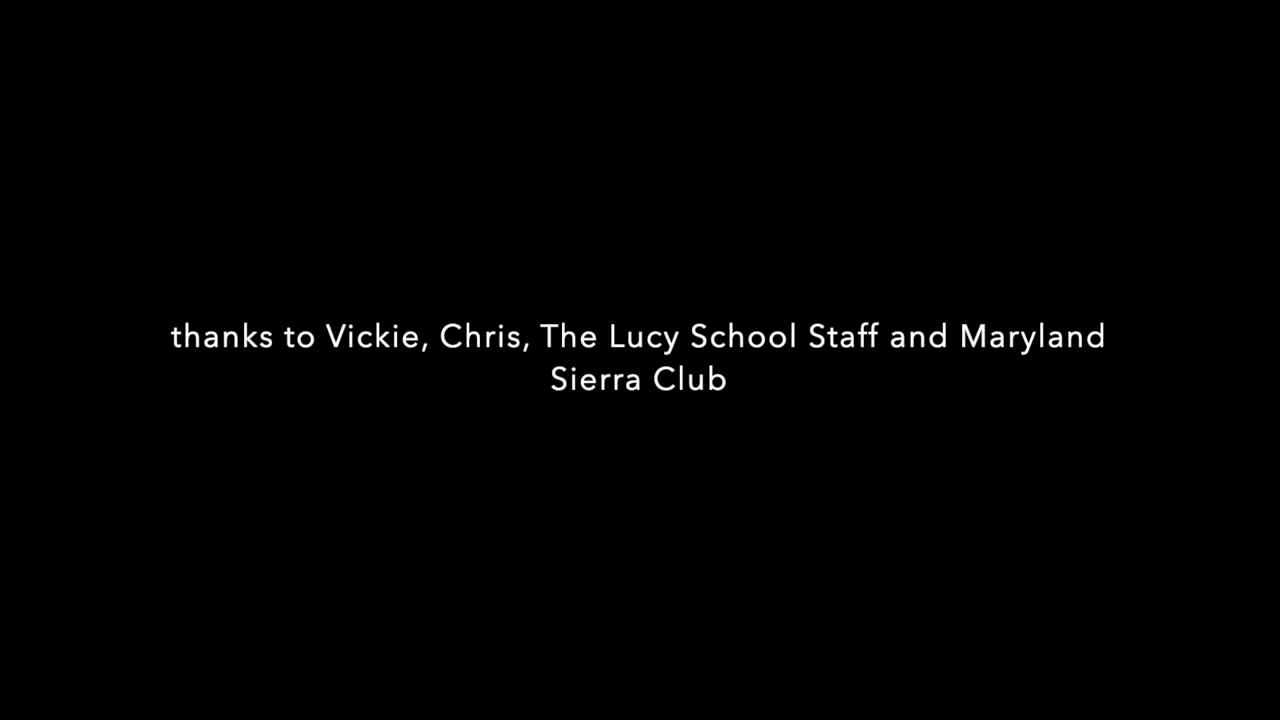 thanks to Vickie, Chris, The Lucy School Staff and Maryland
Sierra Club